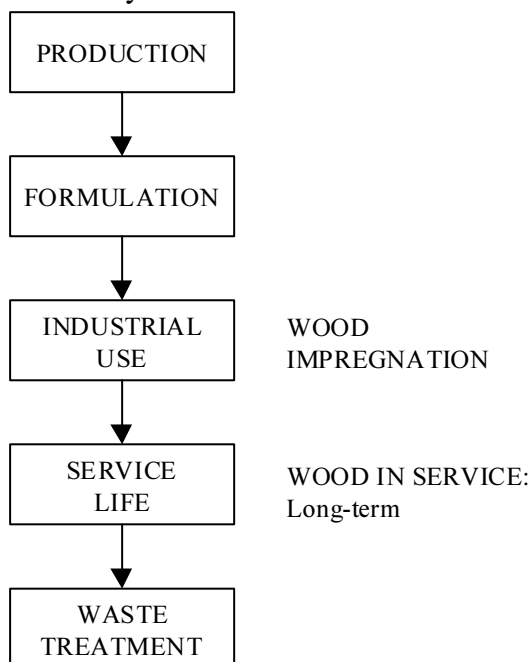 PRODUCTION
FORMULATION
INDUSTRIAL
USE
WOOD
IMPREGNATION
SERVICE
LIFE
WOOD IN SERVICE:
Long-term
WASTE
TREATMENT